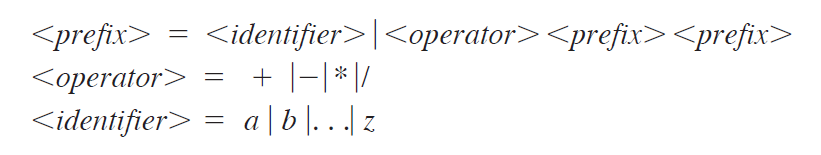 <prefix> = <identifier>|<operator><prefix><prefix>
<operator> = + |−|*|/
<identifier> = a|b|. . .|z